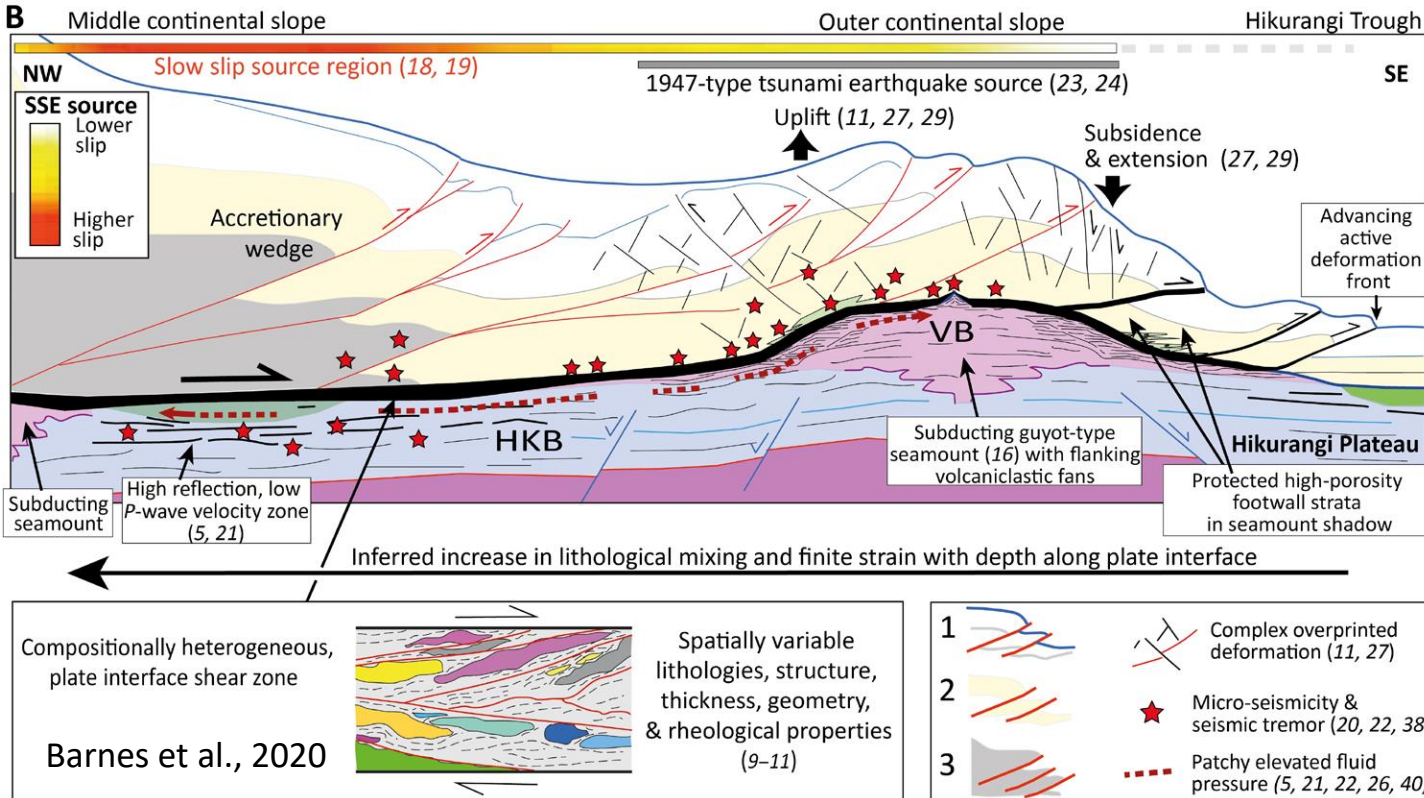 B
Middle continental slope
Outer continental slope
Hikurangi Trough
NW
Slow slip source region (18, 19)
SE
1947-type tsunami earthquake source (23, 24)
SSE source
Lower
slip
Higher
slip
Uplift (11, 27, 29)
Subsidence
& extension (27, 29)
Accretionary
wedge
Advancing
active
deformation
front
VB
HKB
Hikurangi Plateau
Subducting
seamount
High reflection, low
P-wave velocity zone
(5, 21)
Subducting guyot-type
seamount (16) with flanking
volcaniclastic fans
Protected high-porosity
footwall strata
in seamount shadow
Inferred increase in lithological mixing and finite strain with depth along plate interface
Compositionally heterogeneous,
plate interface shear zone
Barnes et al., 2020
Spatially variable
lithologies, structure,
thickness, geometry,
& rheological properties
(9–11)
1
2
3
Complex overprinted
deformation (11, 27)
Micro-seismicity &
seismic tremor (20, 22, 38
Patchy elevated fluid
pressure (5, 21, 22, 26, 40,